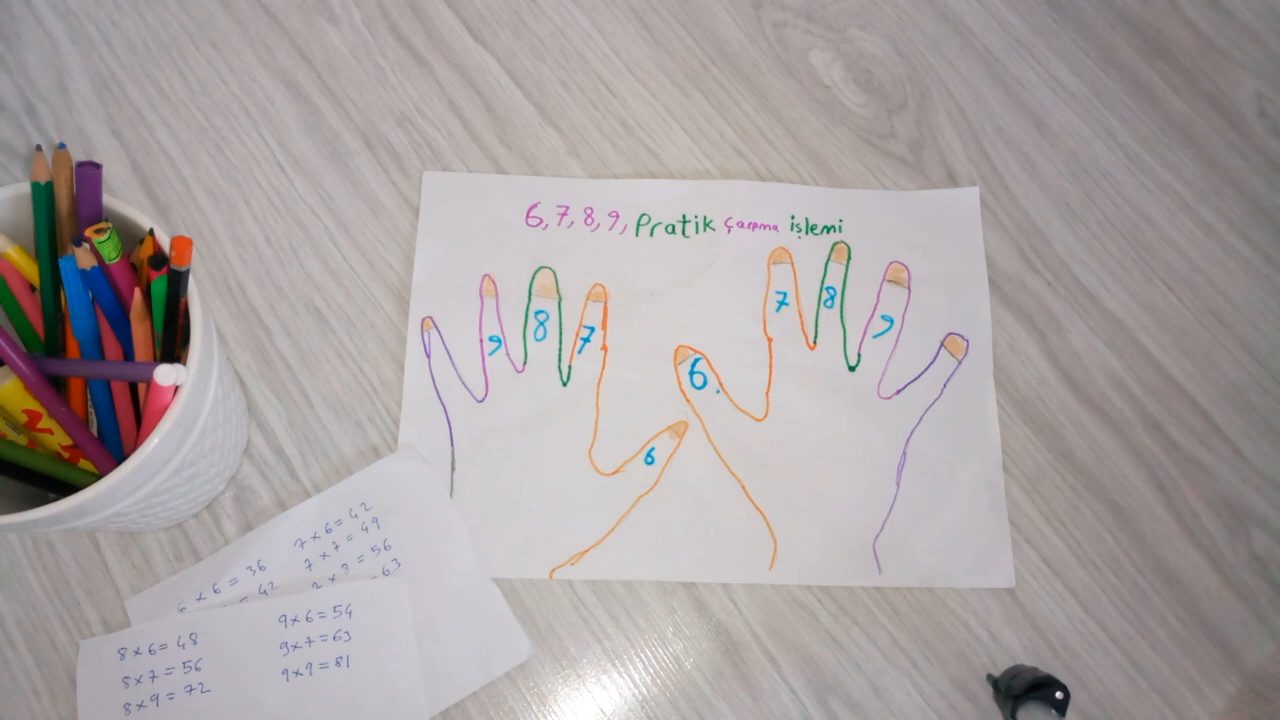 6, 7, 8, 9, Pratik çarpma işlemi
9 8 7 6
6 7 8 9
6 x 6 = 36
= 42
7 x 6 = 42
7 x 7 = 49
x 8 = 56
63
8 x 6 = 48
8 x 7 = 56
8 x 9 = 72
9 x 6 = 54
9 x 7 = 63
9 x 9 = 81